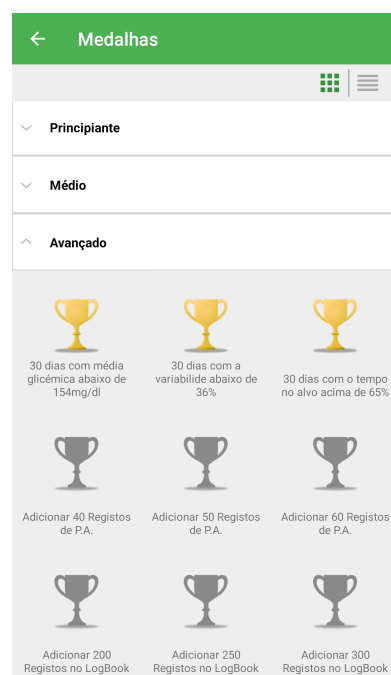 Medalhas
Principiante
Médio
Avançado
30 dias com média
glicémica abaixo de
154mg/dl
30 dias com a
variabilide abaixo de
36%
30 dias com o tempo
no alvo acima de 65%
Adicionar 40 Registos
de P.A.
Adicionar 50 Registos
de P.A.
Adicionar 60 Registos
de P.A.
Adicionar 200
Registos no LogBook
Adicionar 250
Registos no LogBook
Adicionar 300
Registos no LogBook